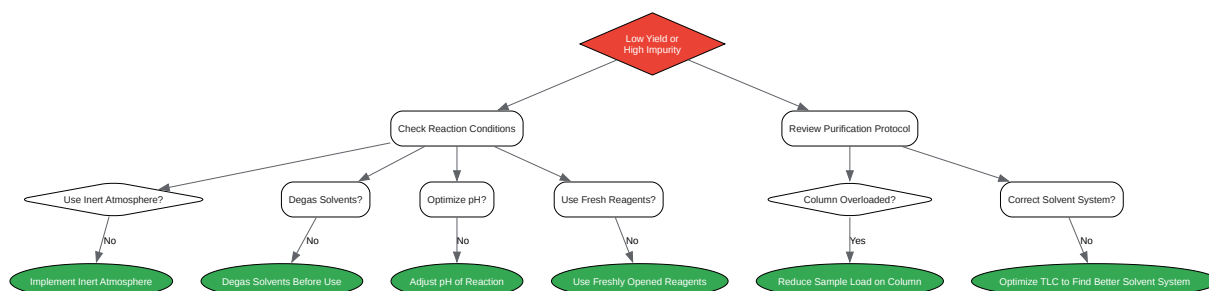 Low Yield or
High Impurity
Check Reaction Conditions
Review Purification Protocol
Use Inert Atmosphere?
Degas Solvents?
Optimize pH?
Use Fresh Reagents?
Column Overloaded?
Correct Solvent System?
No
No
No
No
Yes
No
Implement Inert Atmosphere
Degas Solvents Before Use
Adjust pH of Reaction
Use Freshly Opened Reagents
Reduce Sample Load on Column
Optimize TLC to Find Better Solvent System